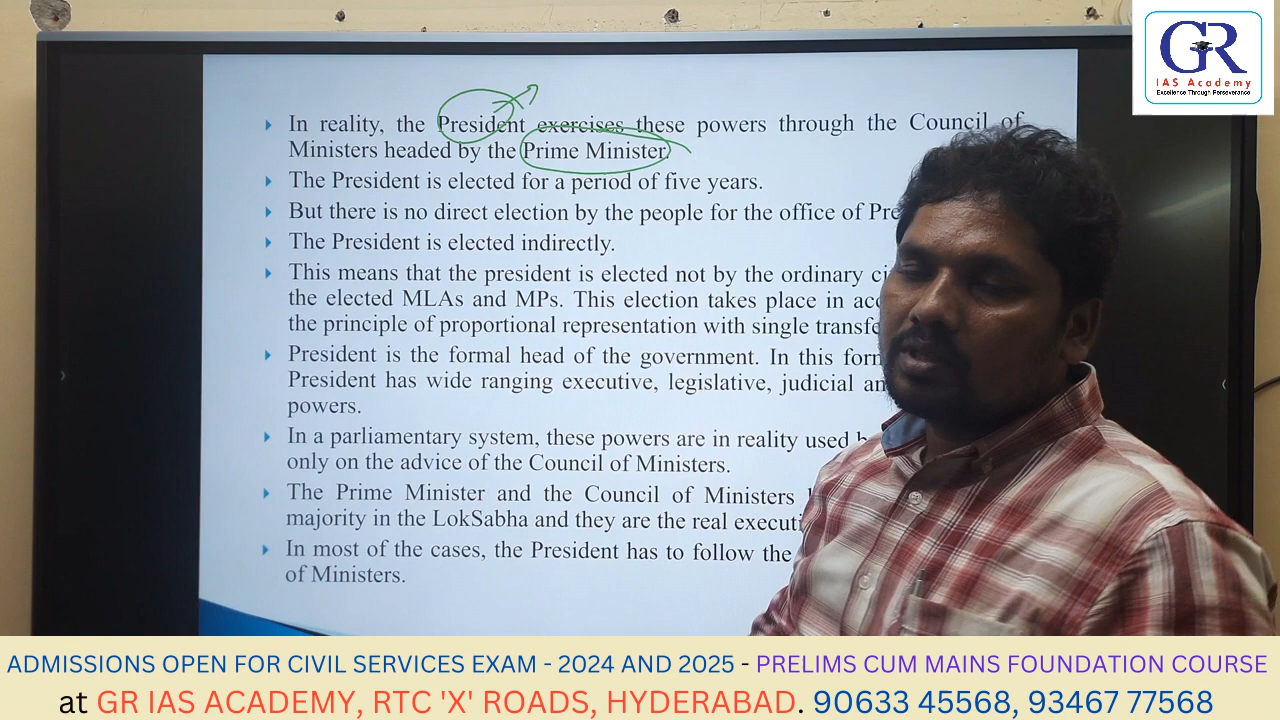 GR
IAS Academy
Excellence Through Perseverance
In reality, the President exercises these powers through the Council of
Ministers headed by the Prime Minister.
The President is elected for a period of five years.
But there is no direct election by the people for the office of Pre
The President is elected indirectly.
This means that the president is elected not by the ordinary ci
the elected MLAs and MPs. This election takes place in acc
the principle of proportional representation with single transfe
President is the formal head of the government. In this form
President has wide ranging executive, legislative, judicial an
powers.
In a parliamentary system, these powers are in reality used b
only on the advice of the Council of Ministers.
The Prime Minister and the Council of Ministers
majority in the LokSabha and they are the real executi
In most of the cases, the President has to follow the
of Ministers.
ADMISSIONS OPEN FOR CIVIL SERVICES EXAM - 2024 AND 2025 - PRELIMS CUM MAINS FOUNDATION COURSE
at GR IAS ACADEMY, RTC 'X' ROADS, HYDERABAD. 90633 45568, 93467 77568